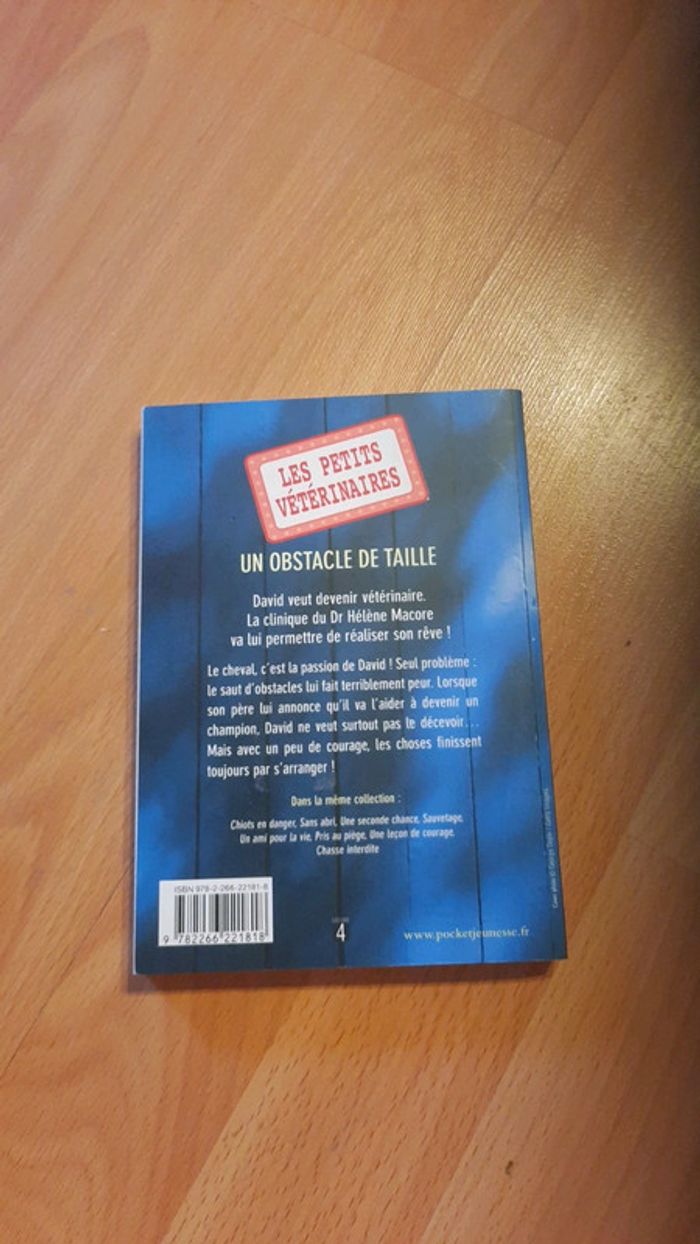 LES PETITS
VÉTÉRINAIRES
UN OBSTACLE DE TAILLE
David veut devenir vétérinaire.
La clinique du Dr Hélène Macore
va lui permettre de réaliser son rêve !
Le cheval, c'est la passion de David ! Seul problème :
le saut d'obstacles lui fait terriblement peur. Lorsque
son père lui annonce qu'il va l'aider à devenir un
champion, David ne veut surtout pas le décevoir...
Mais avec un peu de courage, les choses finissent
toujours par s'arranger !
Dans la même collection :
Chiots en danger, Sans abri, Une seconde chance, Sauvetage,
Un ami pour la vie, Pris au piège, Une leçon de courage,
Chasse interdite
ISBN 978-2-266-22181-8
9 782266 221818
4
www.pocketjeunesse.fr